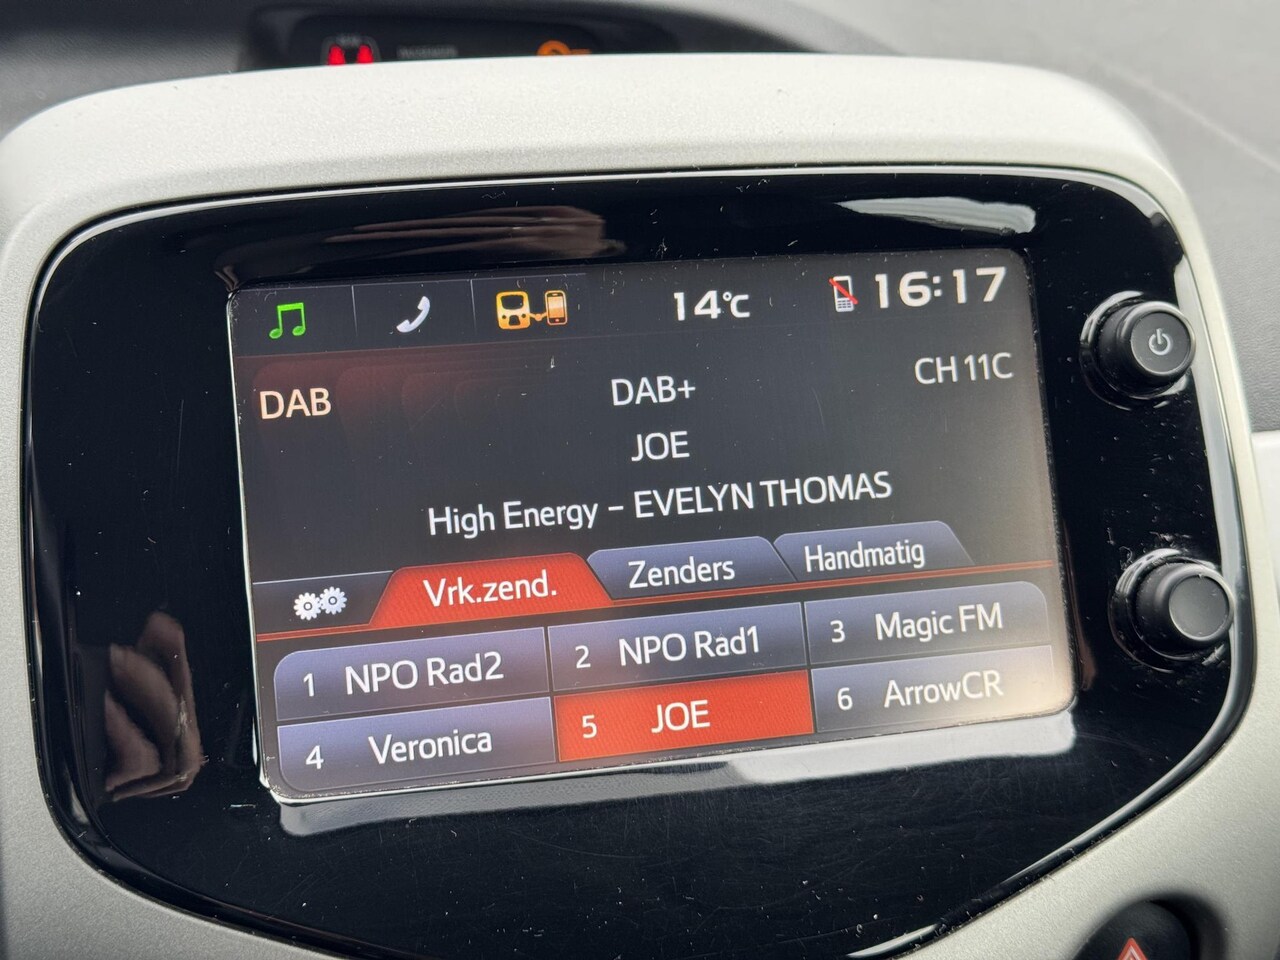 14°C 16:17
DAB DAB+ CH 11C
JOE
High Energy – EVELYN THOMAS
Vrk.zend. Zenders Handmatig
1 NPO Rad2 2 NPO Rad1 3 Magic FM
4 Veronica 5 JOE 6 ArrowCR